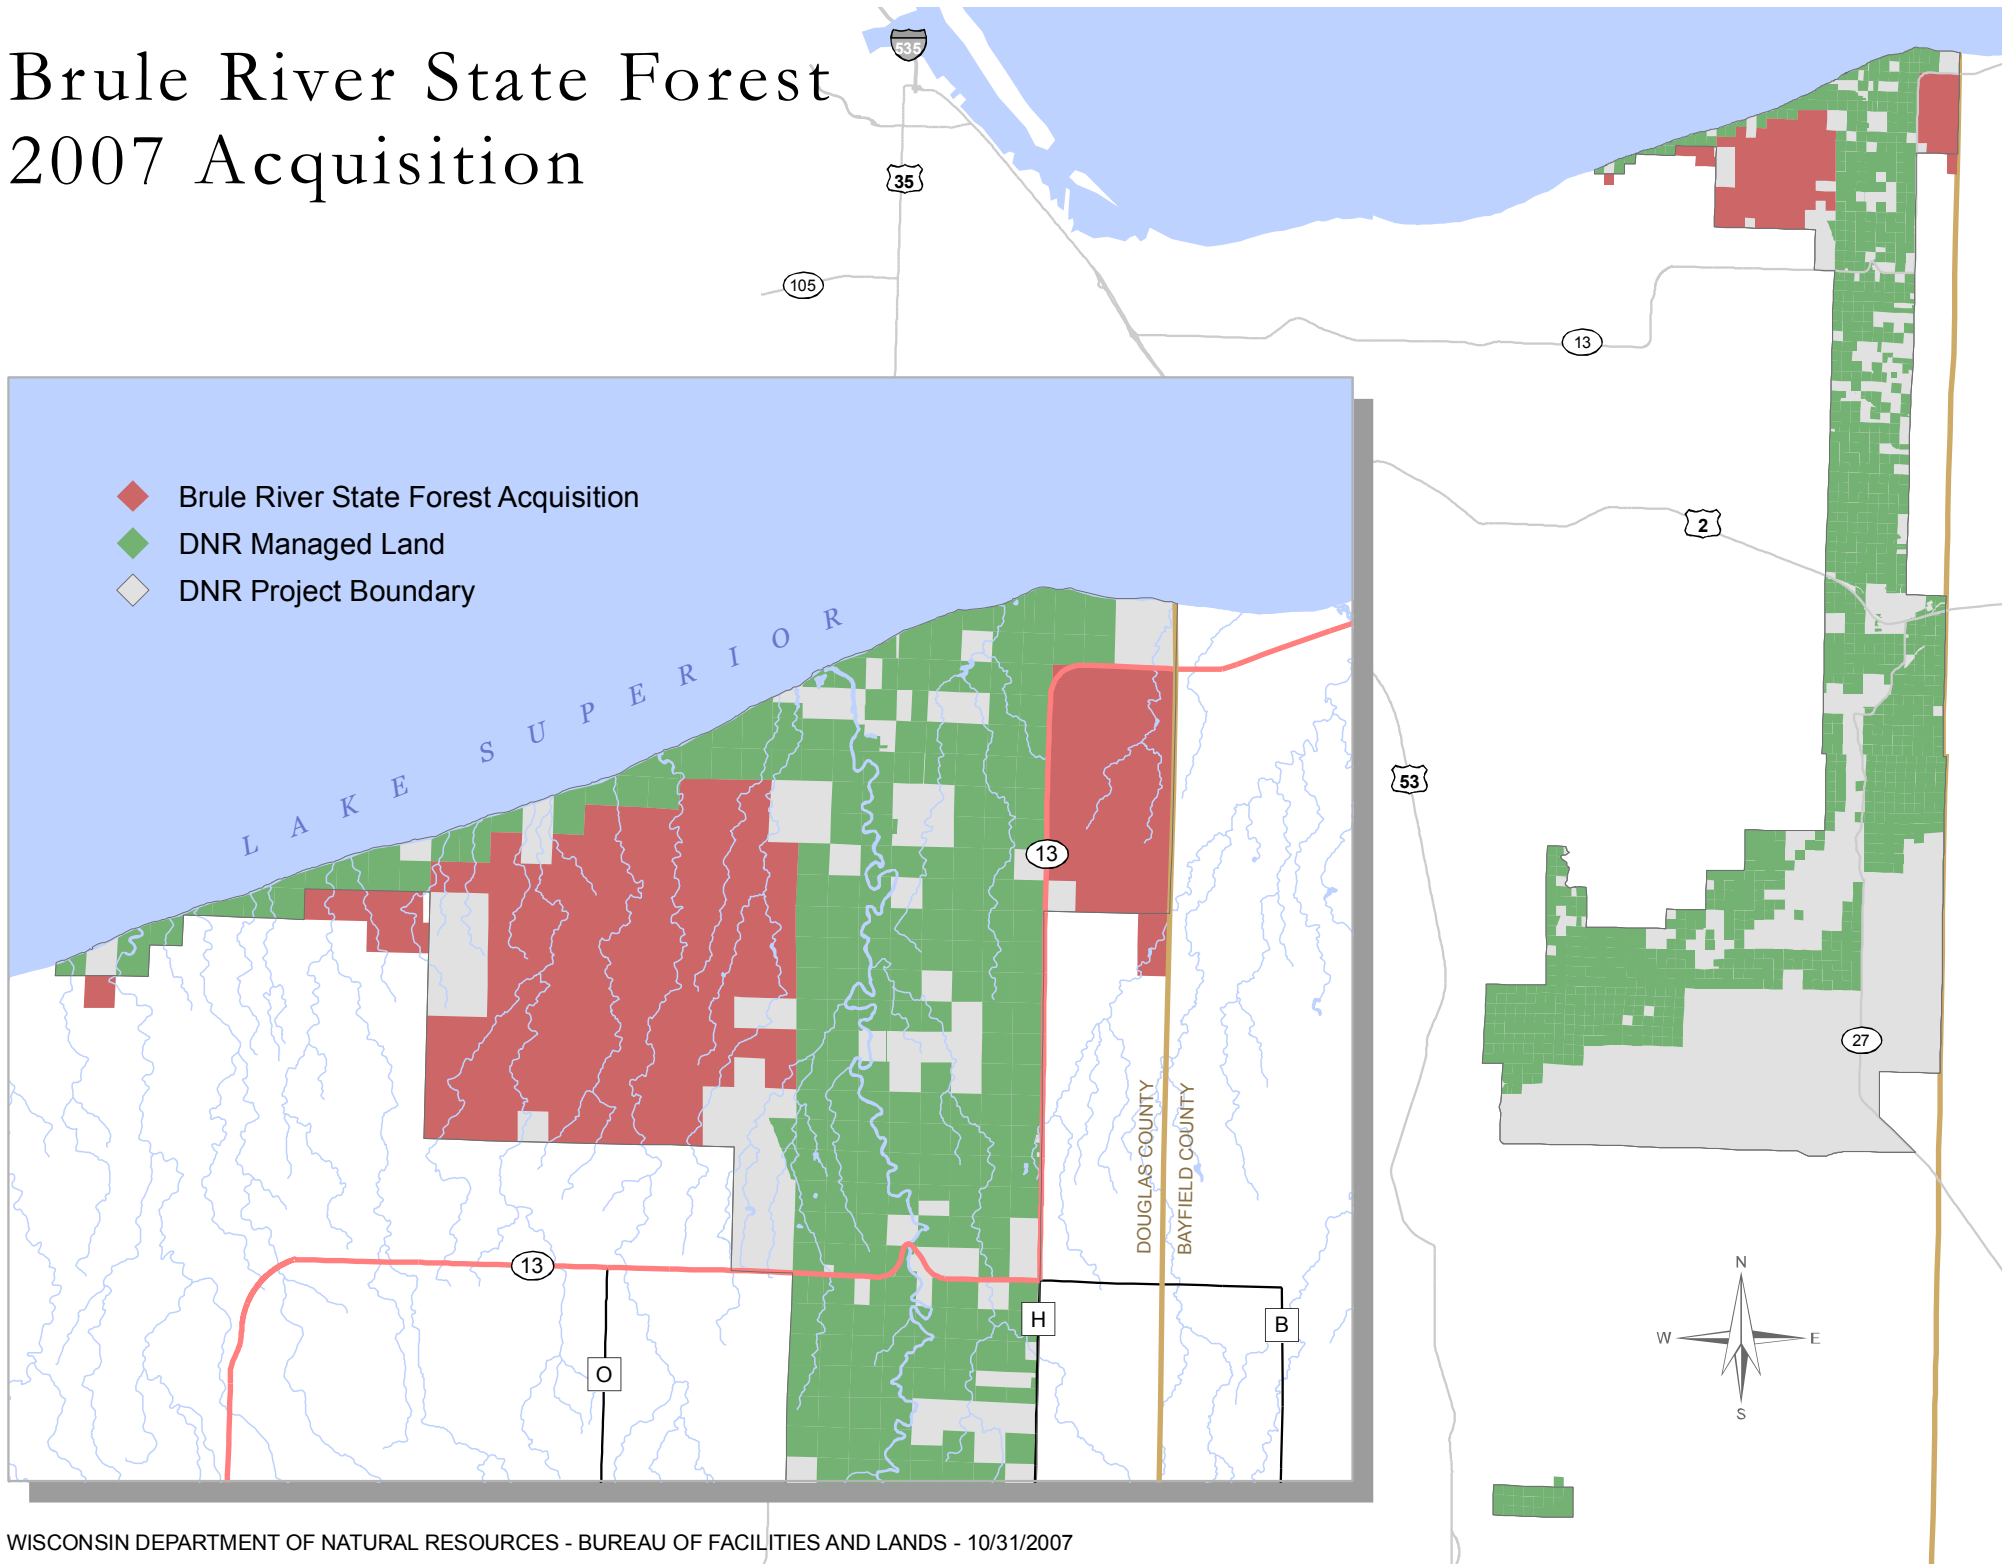 Brule River State Forest
2007 Acquisition
535
35
105
13
2
53
27
Brule River State Forest Acquisition
DNR Managed Land
DNR Project Boundary
LAKE SUPERIOR
13
13
O
H
B
DOUGLAS COUNTY
BAYFIELD COUNTY
N
W E
S
WISCONSIN DEPARTMENT OF NATURAL RESOURCES - BUREAU OF FACILITIES AND LANDS - 10/31/2007